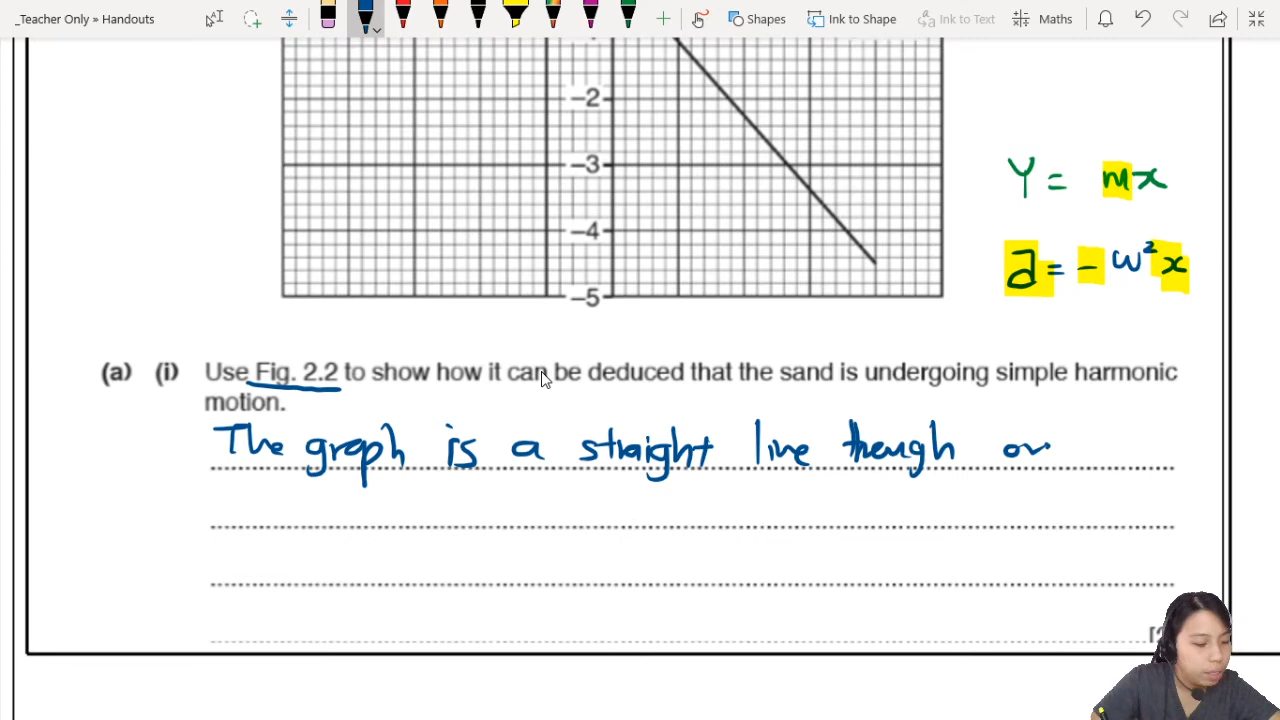 _Teacher Only » Handouts
Shapes
Ink to Shape
Ink to Text
Maths
-2
-3
-4
-5
Y = mx
a = - ω² x
(a) (i) Use Fig. 2.2 to show how it can be deduced that the sand is undergoing simple harmonic
motion.
The graph is a straight line though or